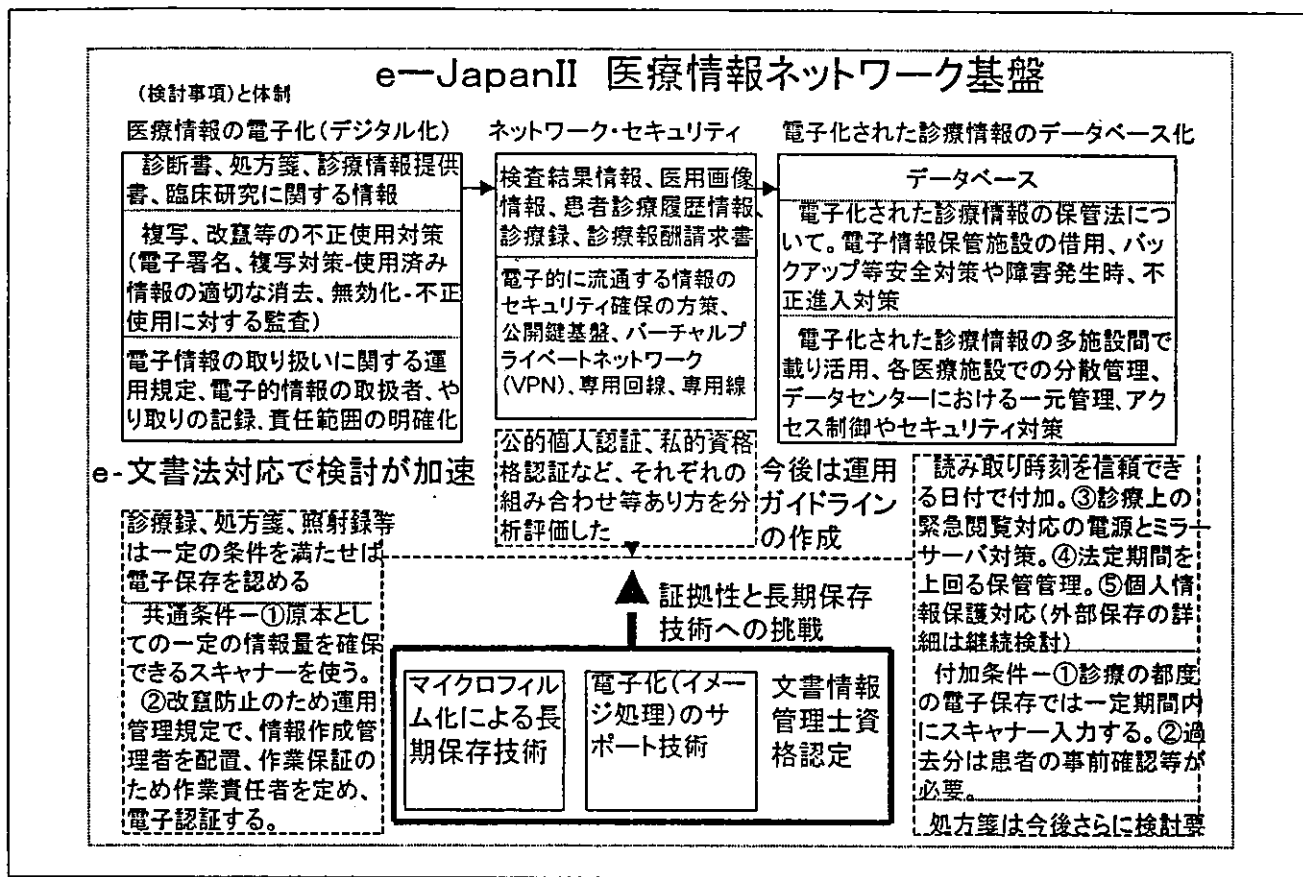 e－JapanII 医療情報ネットワーク基盤
(検討事項)と体制
医療情報の電子化(デジタル化)
診断書、処方箋、診療情報提供
書、臨床研究に関する情報
複写、改竄等の不正使用対策
(電子署名、複写対策-使用済み
情報の適切な消去、無効化-不正
使用に対する監査)
電子情報の取り扱いに関する運
用規定、電子的情報の取扱者、や
り取りの記録、責任範囲の明確化
ネットワーク・セキュリティ
検査結果情報、医用画像
情報、患者診療履歴情報、
診療録、診療報酬請求書
電子的に流通する情報の
セキュリティ確保の方策、
公開鍵基盤、バーチャルプ
ライベートネットワーク
(VPN)、専用回線、専用線
公的個人認証、私的資格
格認証など、それぞれの
組み合わせ等あり方を分
析評価した
電子化された診療情報のデータベース化
データベース
電子化された診療情報の保管法につ
いて。電子情報保管施設の借用、バッ
クアップ等安全対策や障害発生時、不
正進入対策
電子化された診療情報の多施設間で
載り活用、各医療施設での分散管理、
データセンターにおける一元管理、アク
セス制御やセキュリティ対策
e-文書法対応で検討が加速
今後は運用
ガイドライン
の作成
診療録、処方箋、照射録等
は一定の条件を満たせば
電子保存を認める
共通条件ー①原本とし
ての一定の情報量を確保
できるスキャナーを使う。
②改竄防止のため運用
管理規定で、情報作成管
理者を配置、作業保証の
ため作業責任者を定め、
電子認証する。
証拠性と長期保存
技術への挑戦
マイクロフィル
ム化による長
期保存技術
電子化(イメー
ジ処理)のサ
ポート技術
文書情報
管理士資
格認定
読み取り時刻を信頼でき
る日付で付加。③診療上の
緊急閲覧対応の電源とミラー
サーバ対策。④法定期間を
上回る保管管理。⑤個人情
報保護対応(外部保存の詳
細は継続検討)
付加条件ー①診療の都度
の電子保存では一定期間内
にスキャナー入力する。②過
去分は患者の事前確認等が
必要。
処方箋は今後さらに検討要